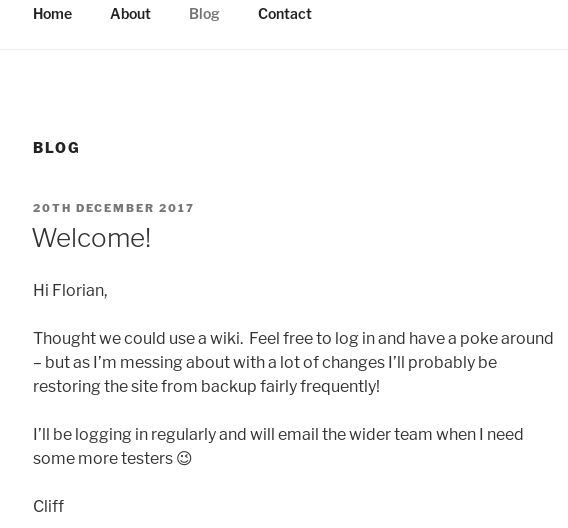 Home About Blog Contact
BLOG
20TH DECEMBER 2017
Welcome!
Hi Florian,
Thought we could use a wiki.  Feel free to log in and have a poke around
– but as I’m messing about with a lot of changes I’ll probably be
restoring the site from backup fairly frequently!
I’ll be logging in regularly and will email the wider team when I need
some more testers 😉
Cliff